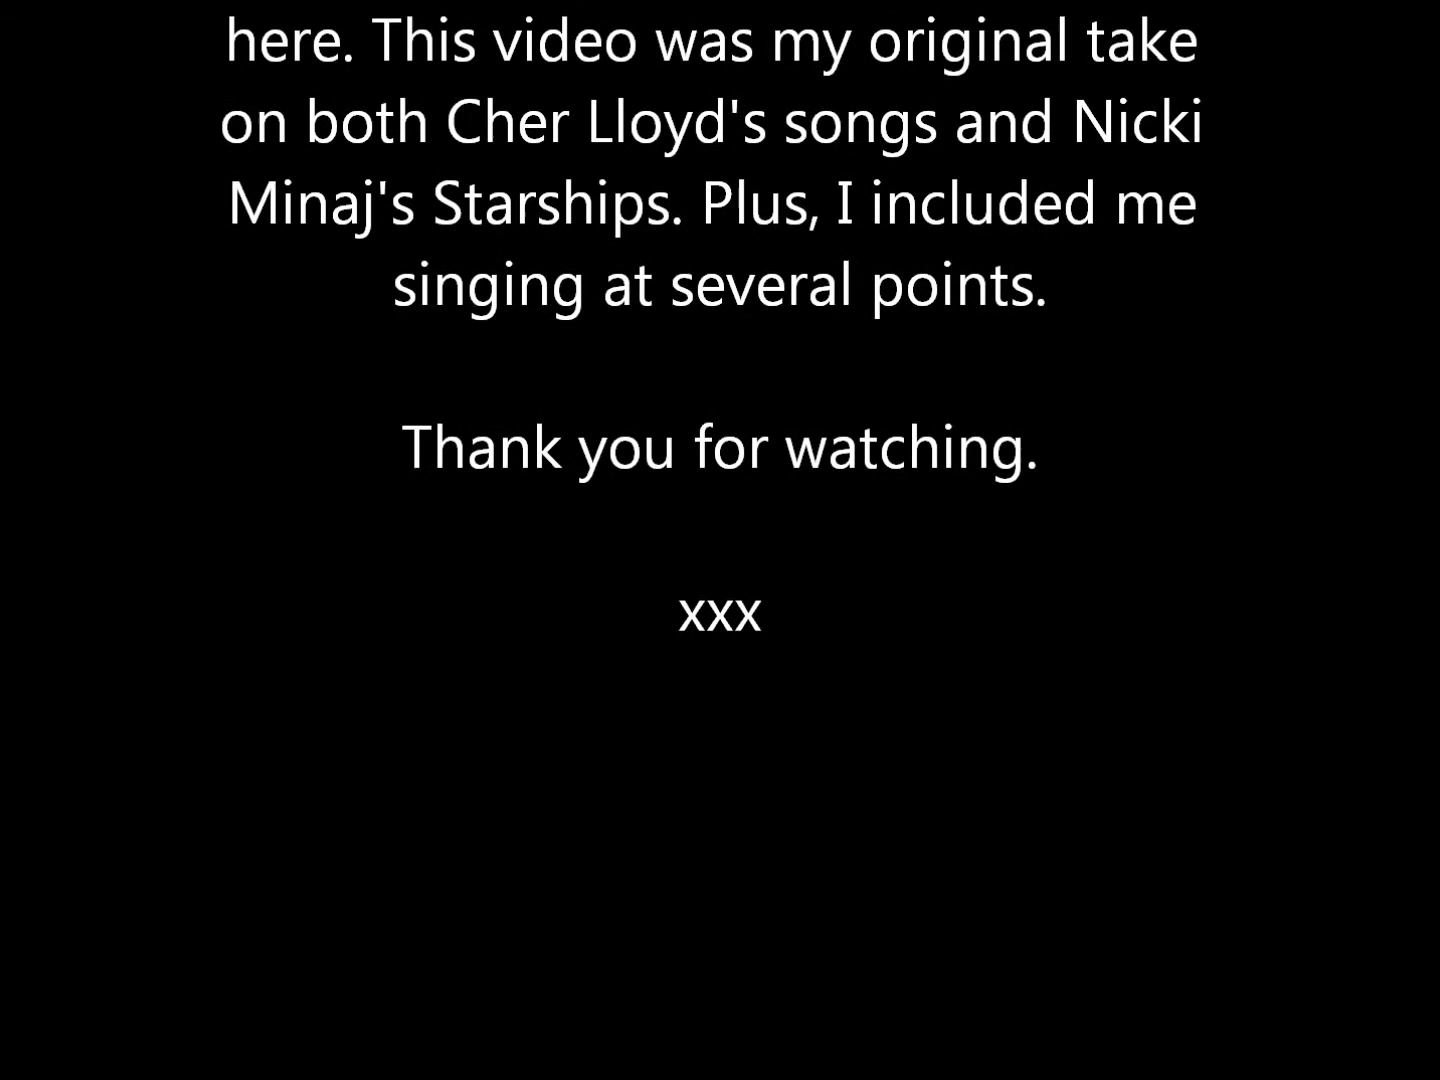 here. This video was my original take
on both Cher Lloyd's songs and Nicki
Minaj's Starships. Plus, I included me
singing at several points.
Thank you for watching.
xxx